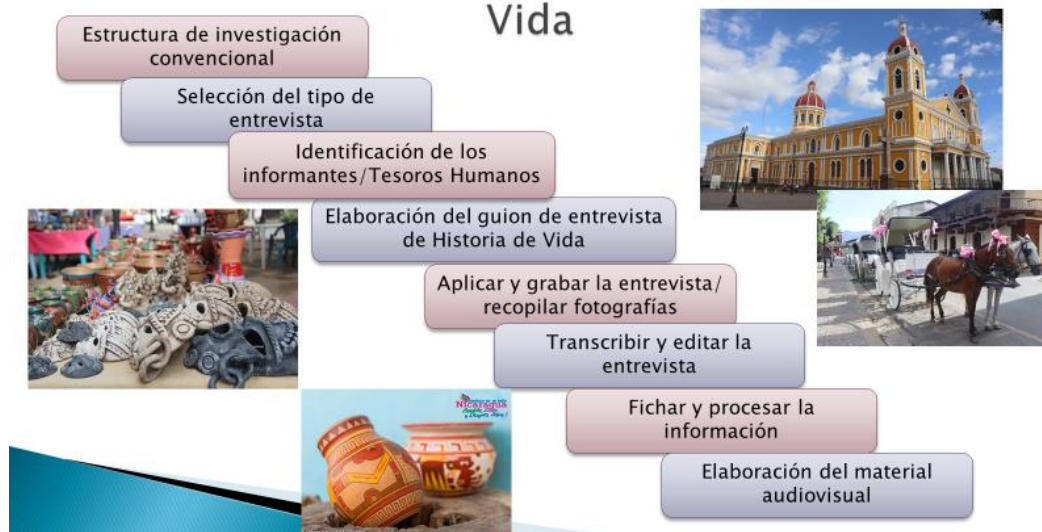 Vida
Estructura de investigación
convencional
Selección del tipo de
entrevista
Identificación de los
informantes/Tesoros Humanos
Elaboración del guion de entrevista
de Historia de Vida
Aplicar y grabar la entrevista/
recopilar fotografías
Transcribir y editar la
entrevista
Fichar y procesar la
información
Elaboración del material
audiovisual
Nicaragua